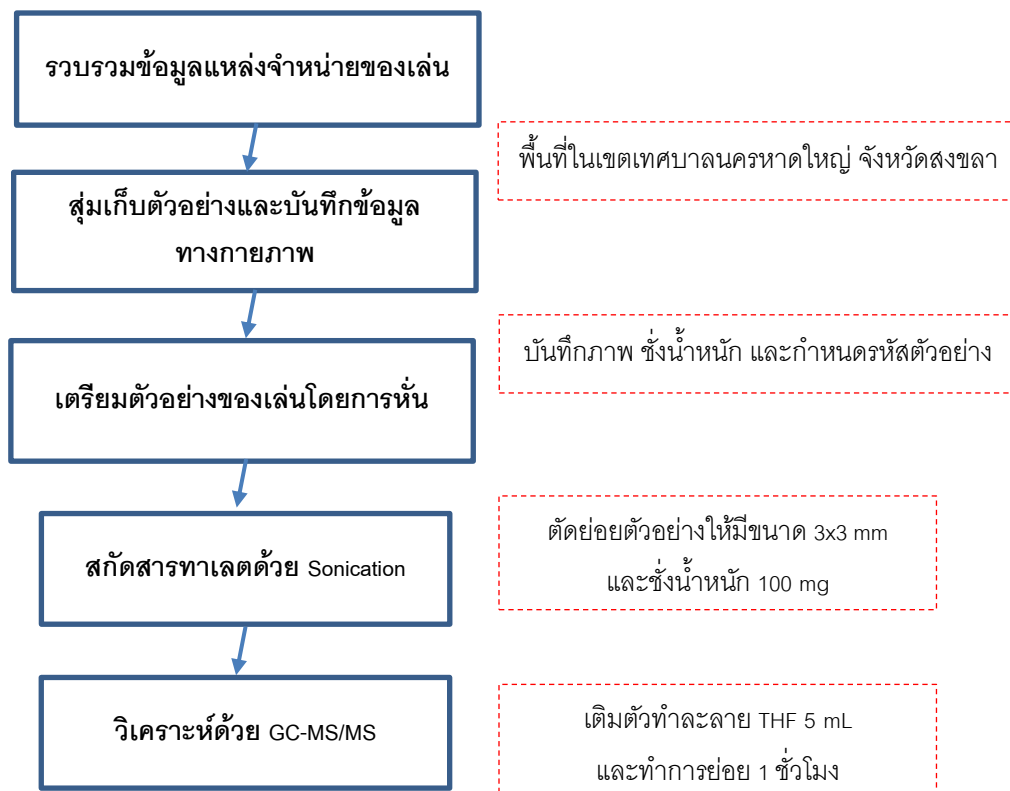 รวบรวมข้อมูลแหล่งจำหน่ายของเล่น
พื้นที่ในเขตเทศบาลนครหาดใหญ่ จังหวัดสงขลา
สุ่มเก็บตัวอย่างและบันทึกข้อมูล
ทางกายภาพ
บันทึกภาพ ชั่งน้ำหนัก และกำหนดรหัสตัวอย่าง
เตรียมตัวอย่างของเล่นโดยการหั่น
ตัดย่อยตัวอย่างให้มีขนาด 3x3 mm
และชั่งน้ำหนัก 100 mg
สกัดสารทาเลตด้วย Sonication
เติมตัวทำละลาย THF 5 mL
และทำการย่อย 1 ชั่วโมง
วิเคราะห์ด้วย GC-MS/MS